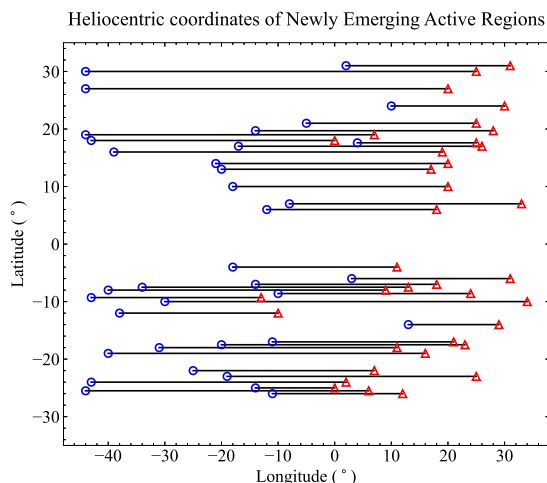 Heliocentric coordinates of Newly Emerging Active Regions
30
20
10
0
−10
−20
−30
Latitude (°)
−40 −30 −20 −10 0 10 20 30
Longitude (°)